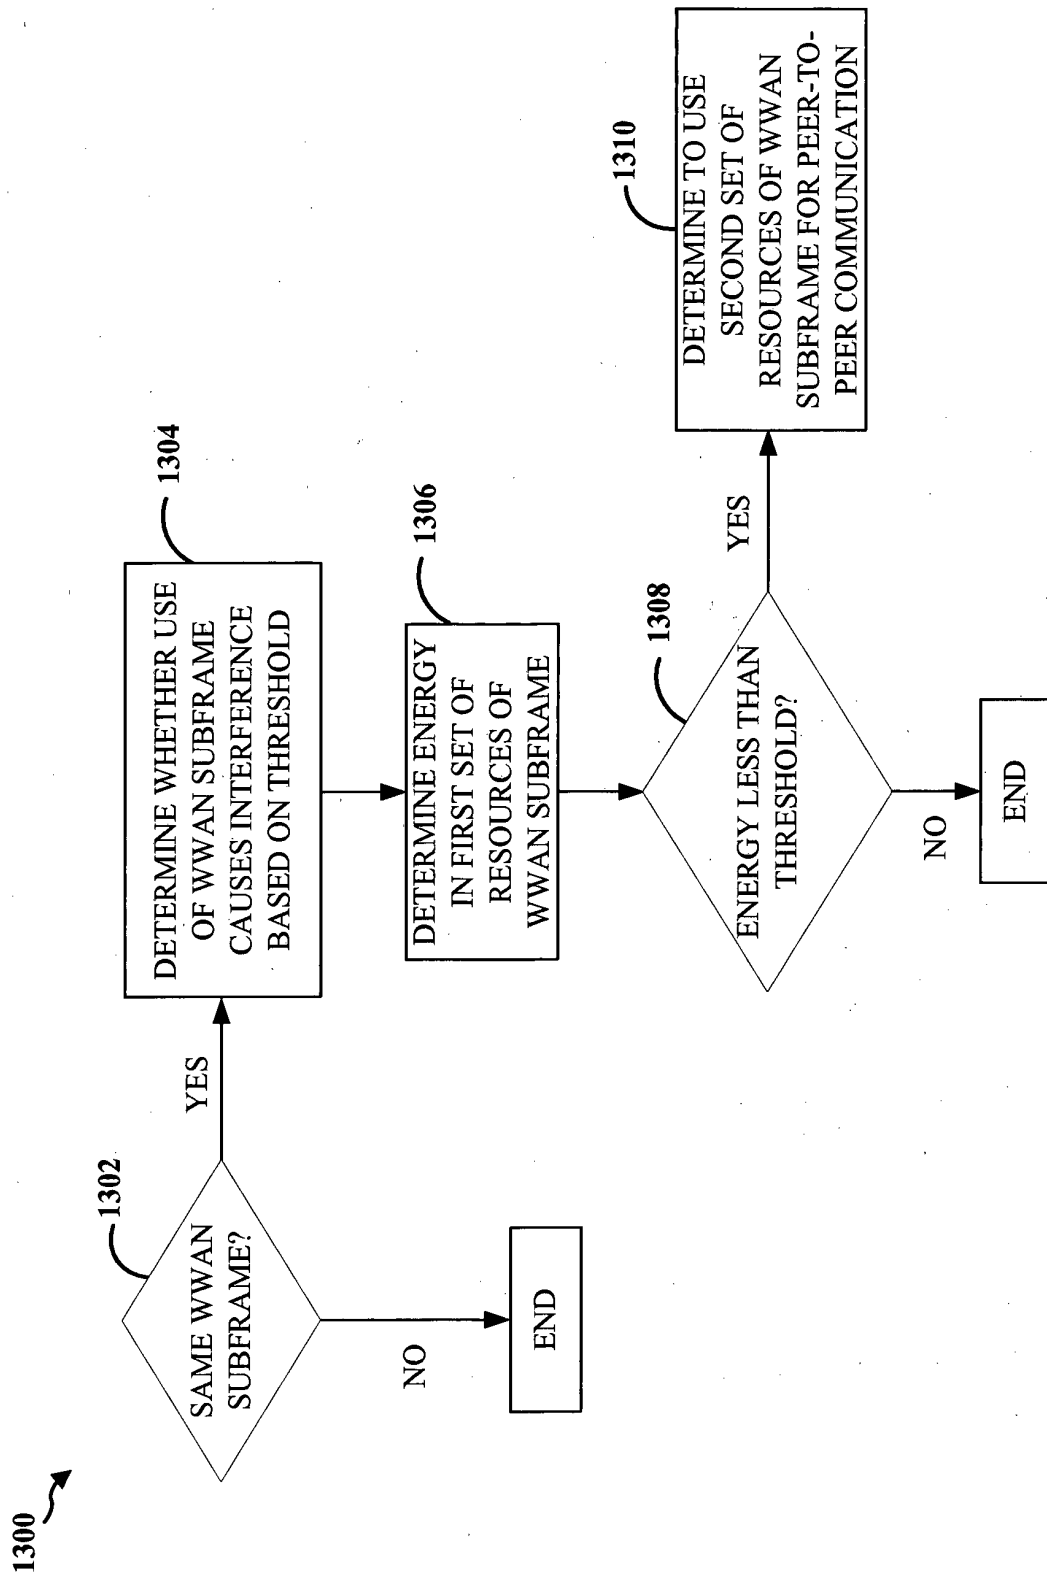 1300
1302
SAME WWAN
SUBFRAME?
YES
NO
END
1304
DETERMINE WHETHER USE
OF WWAN SUBFRAME
CAUSES INTERFERENCE
BASED ON THRESHOLD
1306
DETERMINE ENERGY
IN FIRST SET OF
RESOURCES OF
WWAN SUBFRAME
1308
ENERGY LESS THAN
THRESHOLD?
YES
NO
END
1310
DETERMINE TO USE
SECOND SET OF
RESOURCES OF WWAN
SUBFRAME FOR PEER-TO-
PEER COMMUNICATION